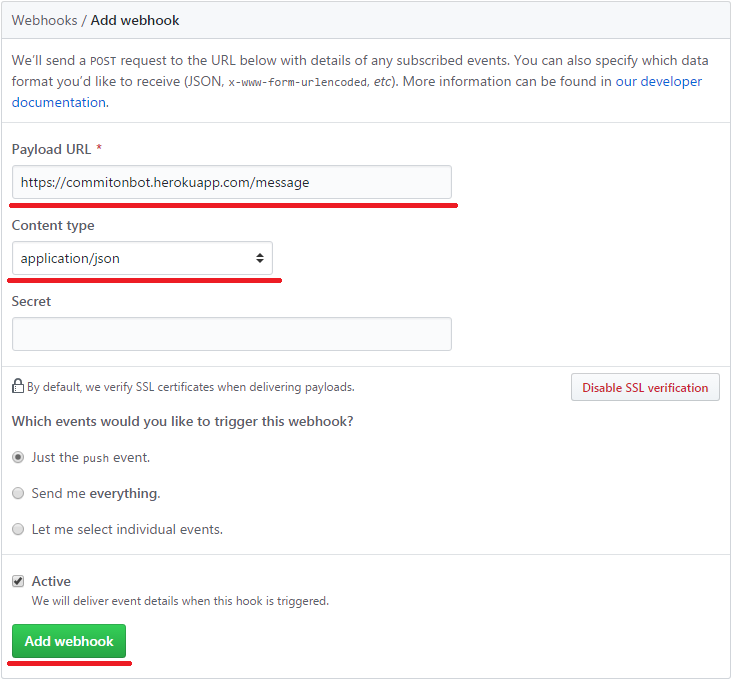 Webhooks / Add webhook
We’ll send a POST request to the URL below with details of any subscribed events. You can also specify which data
format you’d like to receive (JSON, x-www-form-urlencoded, etc). More information can be found in our developer
documentation.
Payload URL *
https://commitonbot.herokuapp.com/message
Content type
application/json
Secret
By default, we verify SSL certificates when delivering payloads.
Disable SSL verification
Which events would you like to trigger this webhook?
Just the push event.
Send me everything.
Let me select individual events.
Active
We will deliver event details when this hook is triggered.
Add webhook